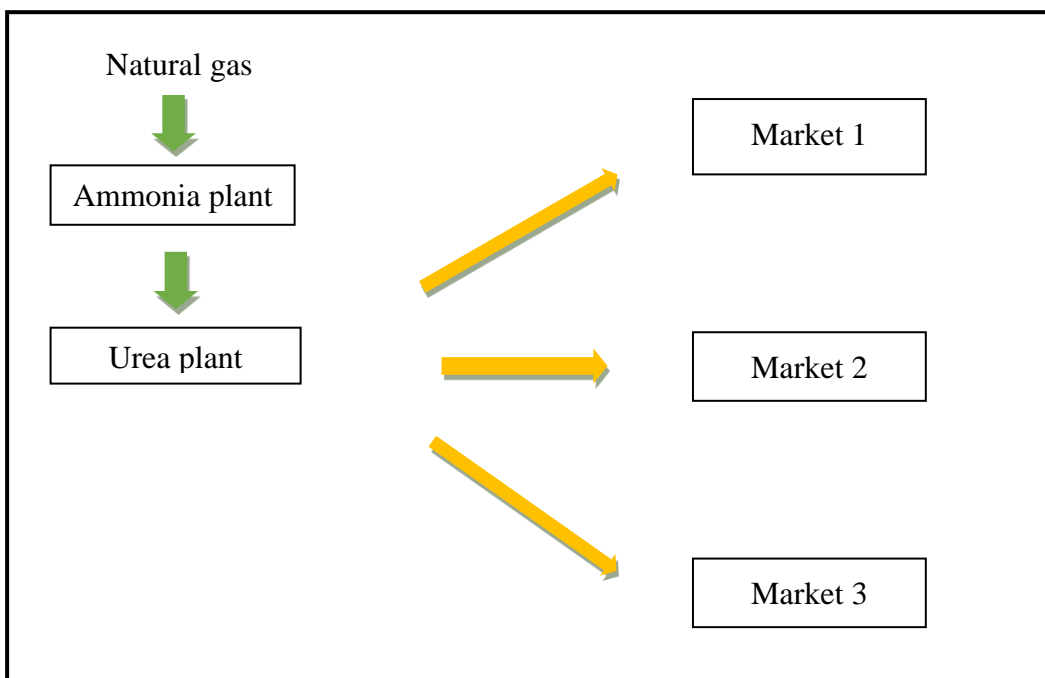 Natural gas
Ammonia plant
Urea plant
Market 1
Market 2
Market 3